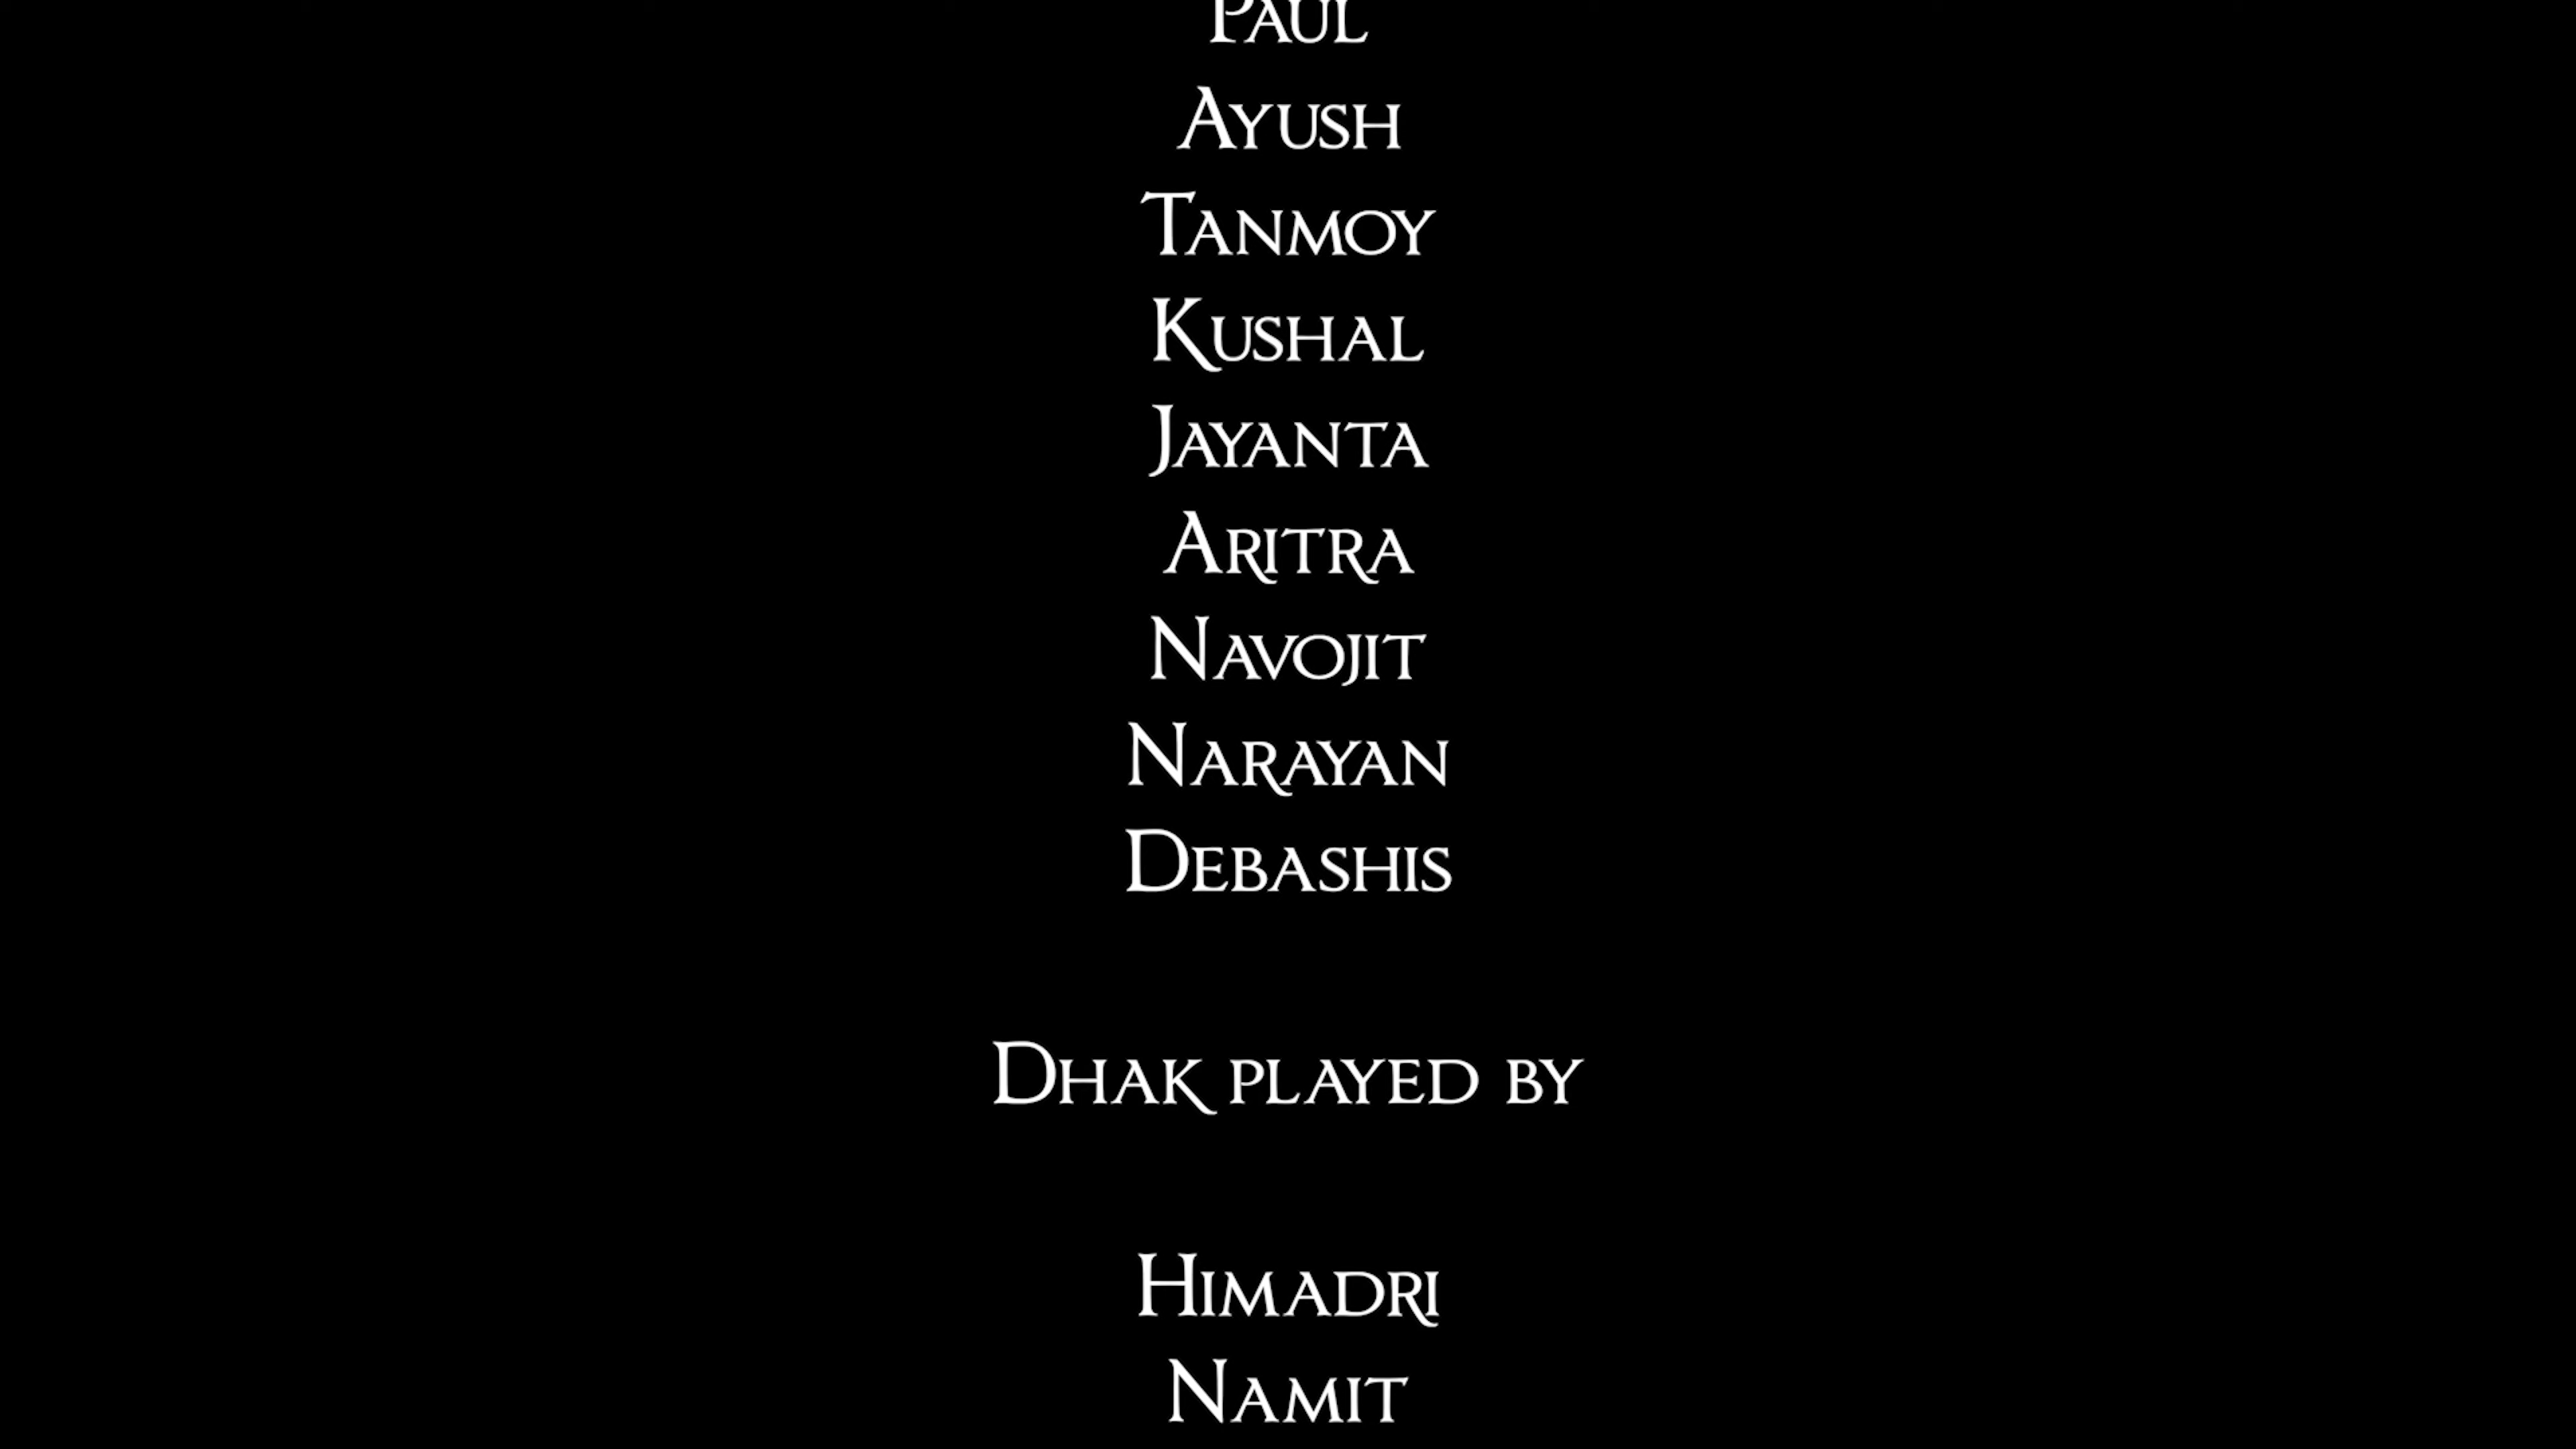 Paul
Ayush
Tanmoy
Kushal
Jayanta
Aritra
Navojit
Narayan
Debashis
Dhak played by
Himadri
Namit